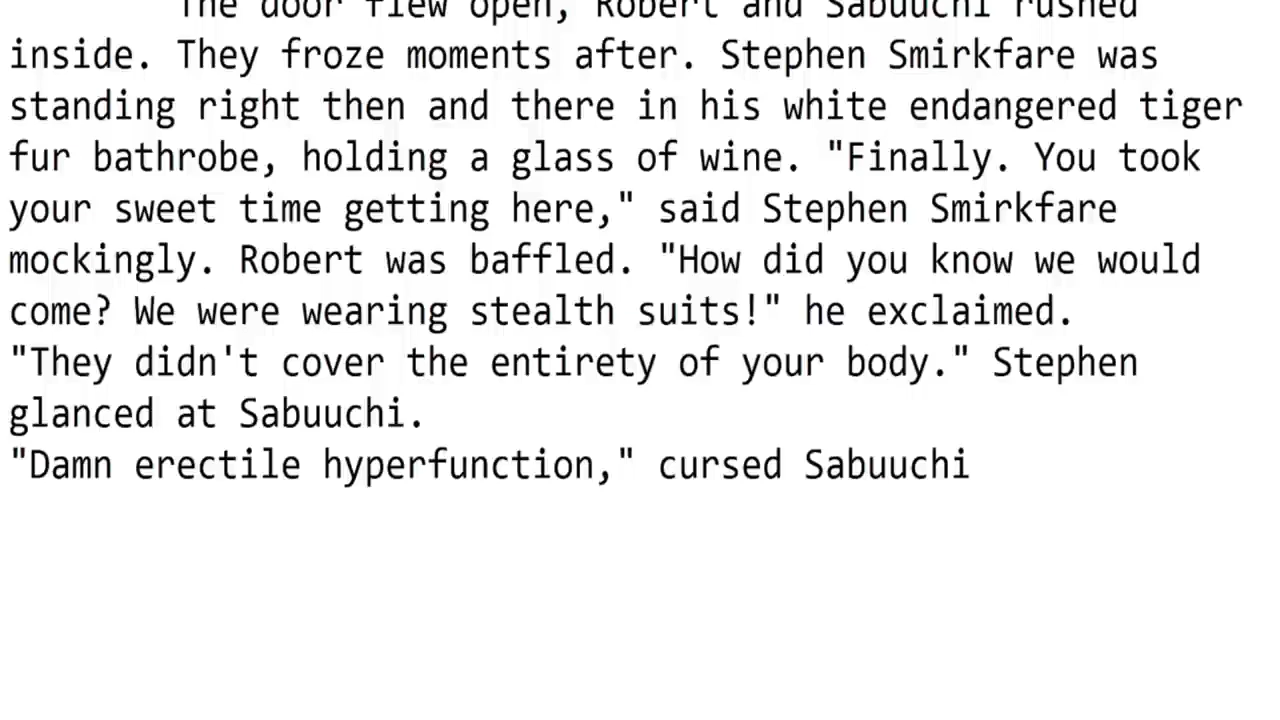 The door flew open, Robert and Sabuuchi rushed
inside. They froze moments after. Stephen Smirkfare was
standing right then and there in his white endangered tiger
fur bathrobe, holding a glass of wine. "Finally. You took
your sweet time getting here," said Stephen Smirkfare
mockingly. Robert was baffled. "How did you know we would
come? We were wearing stealth suits!" he exclaimed.
"They didn't cover the entirety of your body." Stephen
glanced at Sabuuchi.
"Damn erectile hyperfunction," cursed Sabuuchi